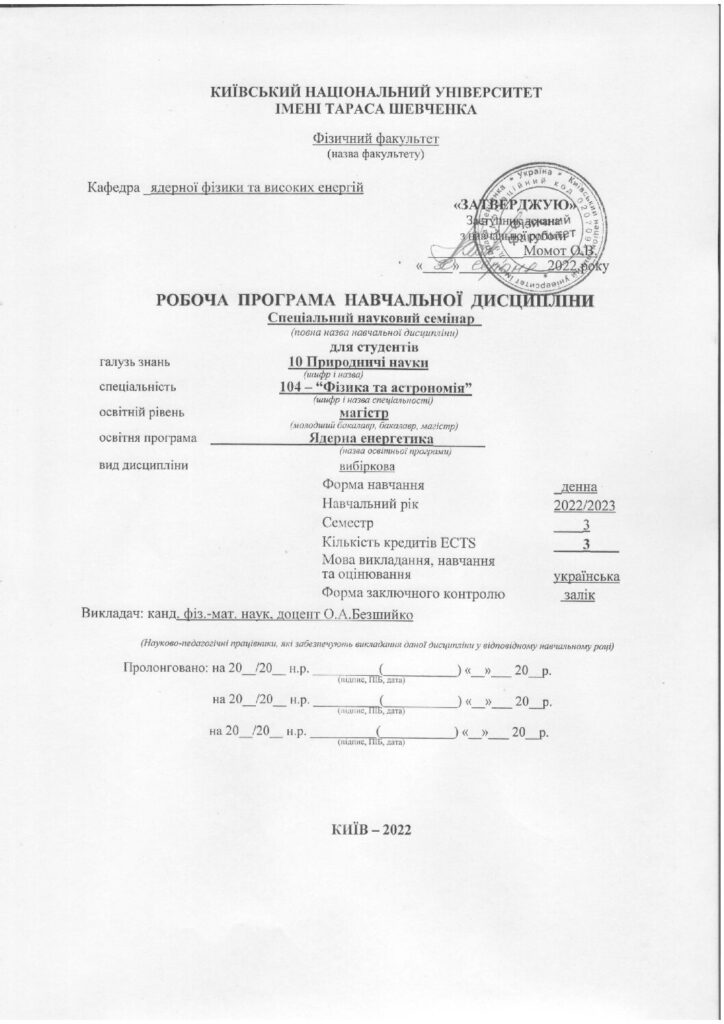 КИЇВСЬКИЙ НАЦІОНАЛЬНИЙ УНІВЕРСИТЕТ
ІМЕНІ ТАРАСА ШЕВЧЕНКА
Фізичний факультет
(назва факультету)
Кафедра _ядерної фізики та високих енергій
«ЗАТВЕРДЖУЮ»
Заступник декана
з навчальної роботи
Момот О.В.
« » 2022 року
РОБОЧА ПРОГРАМА НАВЧАЛЬНОЇ ДИСЦИПЛІНИ
Спеціальний науковий семінар
(повна назва навчальної дисципліни)
для студентів
галузь знань 10 Природничі науки
(шифр і назва)
спеціальність 104 – “Фізика та астрономія”
(шифр і назва спеціальності)
освітній рівень магістр
(молодший бакалавр, бакалавр, магістр)
освітня програма Ядерна енергетика
(назва освітньої програми)
вид дисципліни вибіркова
Форма навчання _денна
Навчальний рік 2022/2023
Семестр 3
Кількість кредитів ECTS 3
Мова викладання, навчання
та оцінювання українська
Форма заключного контролю залік
Викладач: канд. фіз.-мат. наук, доцент О.А.Безшийко
(Науково-педагогічні працівники, які забезпечують викладання даної дисципліни у відповідному навчальному році)
Пролонговано: на 20__/20__ н.р. _________(__________) «__»___ 20__р.
(підпис, ПІБ, дата)
на 20__/20__ н.р. _________(__________) «__»___ 20__р.
(підпис, ПІБ, дата)
на 20__/20__ н.р. _________(__________) «__»___ 20__р.
(підпис, ПІБ, дата)
КИЇВ – 2022